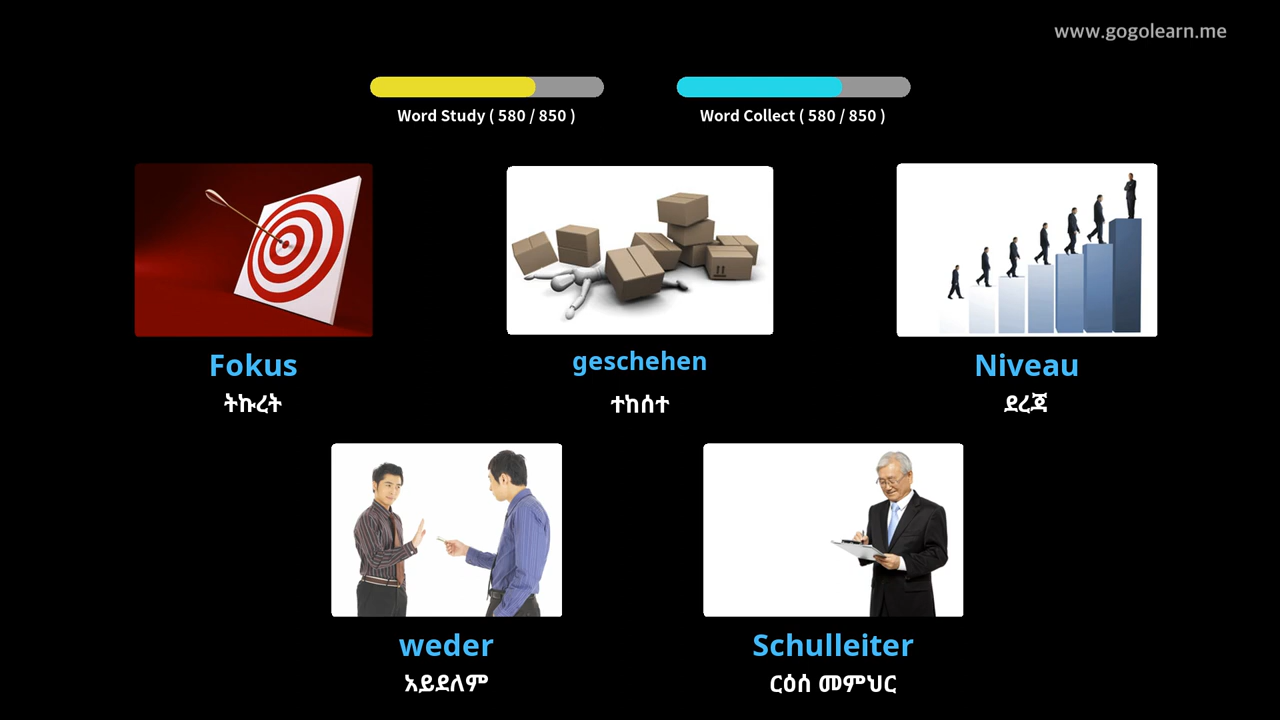 www.gogolearn.me
Word Study ( 580 / 850 )
Word Collect ( 580 / 850 )
Fokus
ትኩረት
geschehen
ተከሰተ
Niveau
ደረጃ
weder
አይደለም
Schulleiter
ርዕሰ መምህር